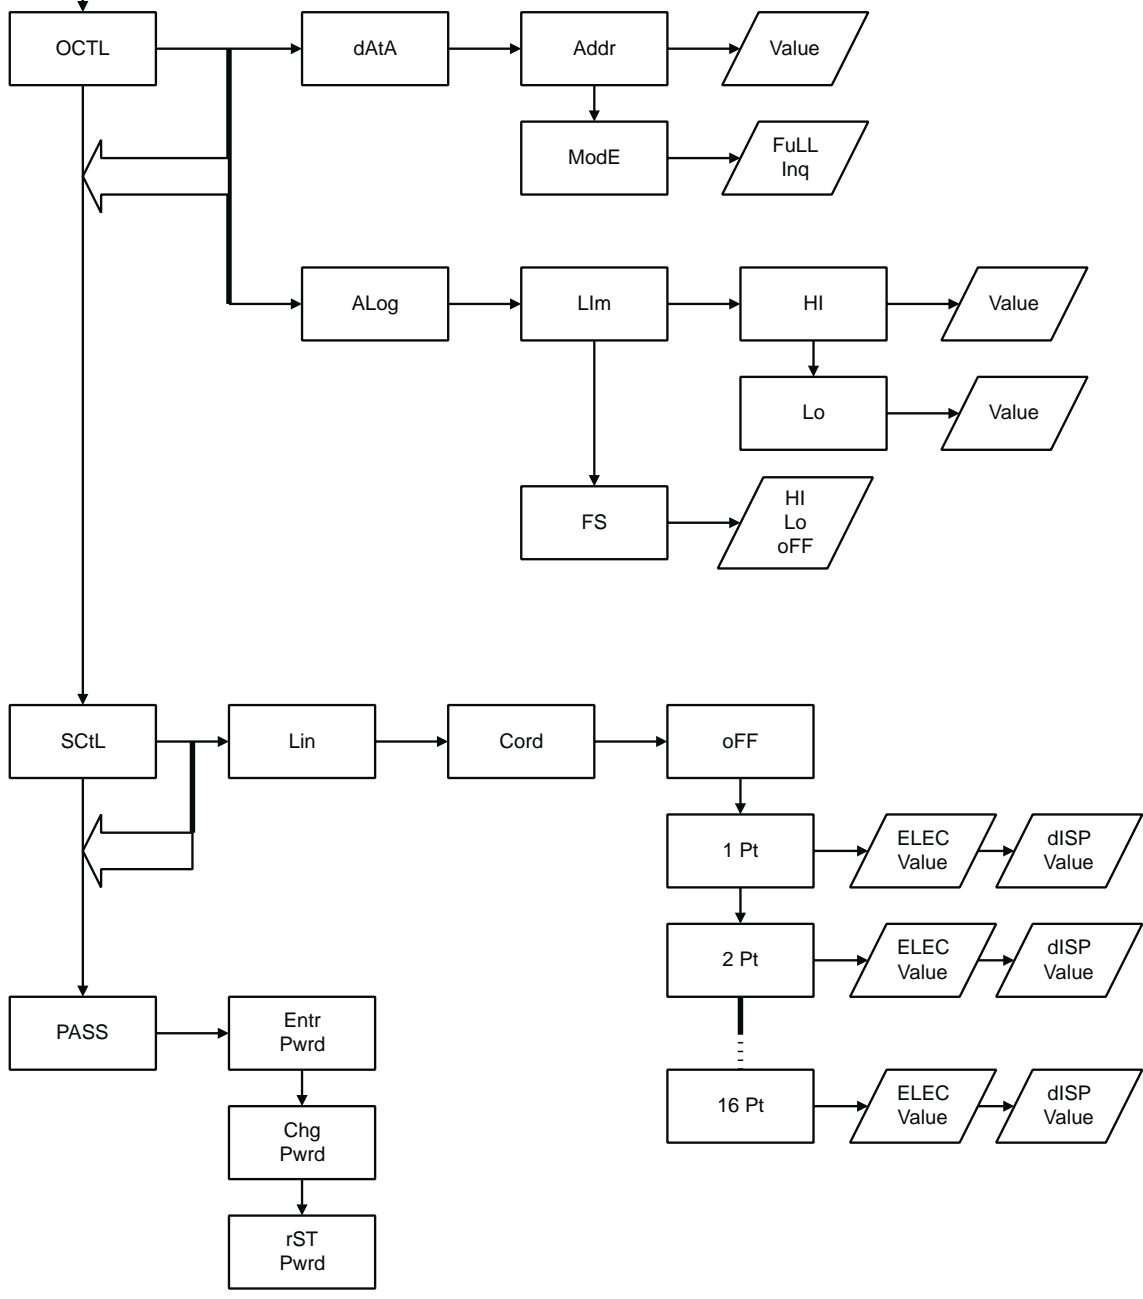 OCTL
dAtA
Addr
Value
ModE
FuLL
Inq
ALog
LIm
HI
Value
Lo
Value
FS
HI
Lo
oFF
SCtL
Lin
Cord
oFF
1 Pt
ELEC
Value
dISP
Value
2 Pt
ELEC
Value
dISP
Value
PASS
Entr
Pwrd
16 Pt
ELEC
Value
dISP
Value
Chg
Pwrd
rST
Pwrd